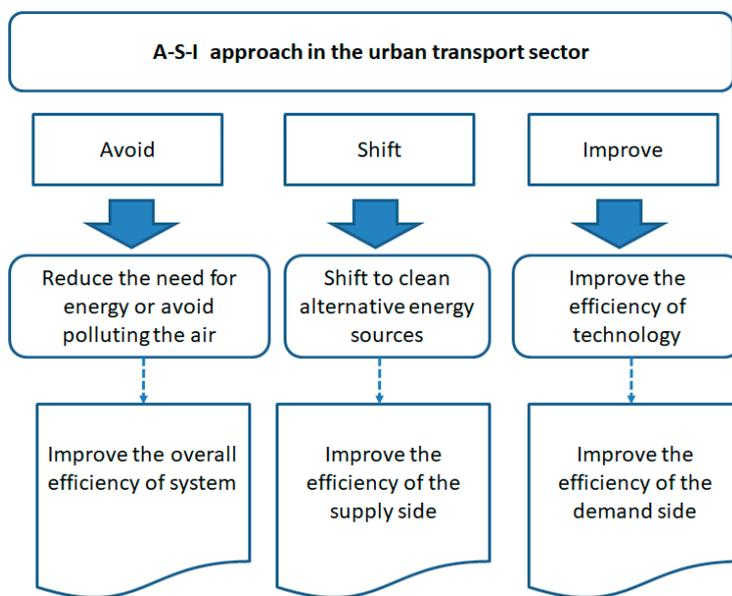 A-S-I approach in the urban transport sector
Avoid
Shift
Improve
Reduce the need for
energy or avoid
polluting the air
Shift to clean
alternative energy
sources
Improve the
efficiency of
technology
Improve the overall
efficiency of system
Improve the
efficiency of the
supply side
Improve the
efficiency of the
demand side